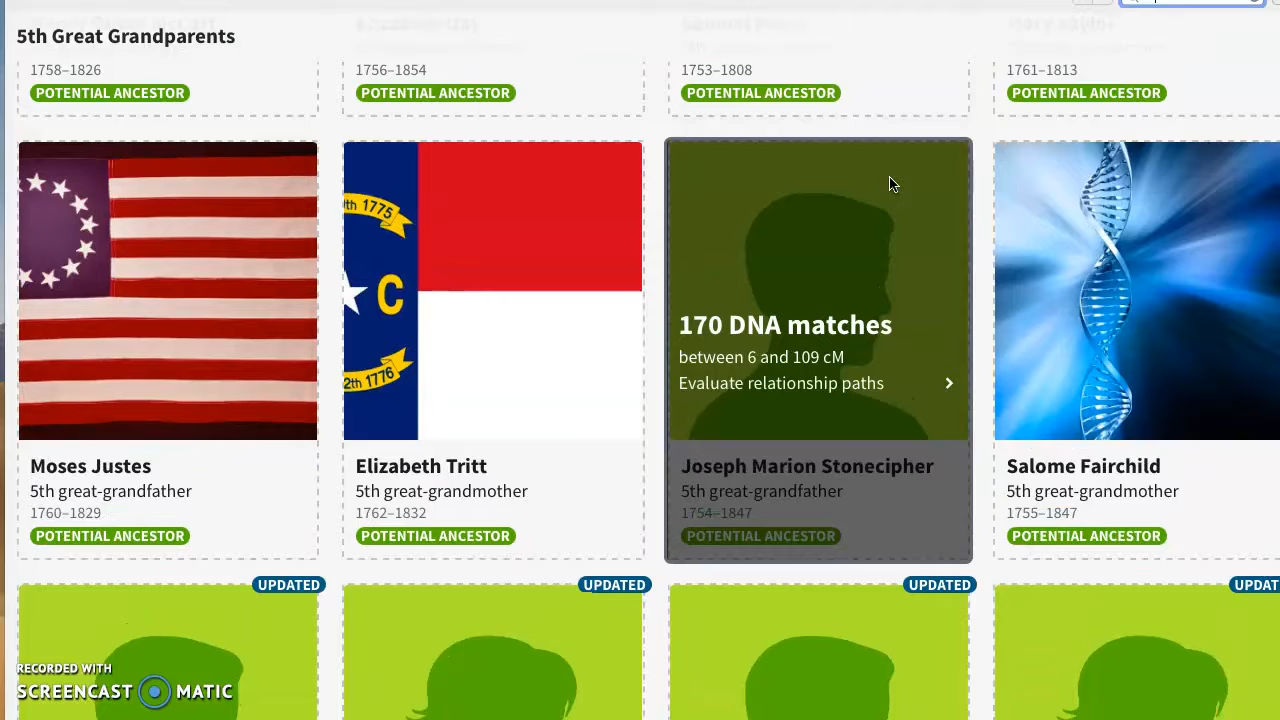 5th Great Grandparents
1758–1826
POTENTIAL ANCESTOR
1756–1854
POTENTIAL ANCESTOR
1753–1808
POTENTIAL ANCESTOR
1761–1813
POTENTIAL ANCESTOR
Moses Justes
5th great-grandfather
1760–1829
POTENTIAL ANCESTOR
th 1775
C
2th 1776
Elizabeth Tritt
5th great-grandmother
1762–1832
POTENTIAL ANCESTOR
170 DNA matches
between 6 and 109 cM
Evaluate relationship paths
Joseph Marion Stonecipher
5th great-grandfather
1754–1847
POTENTIAL ANCESTOR
Salome Fairchild
5th great-grandmother
1755–1847
POTENTIAL ANCESTOR
UPDATED
UPDATED
UPDATED
UPDAT
RECORDED WITH
SCREENCAST MATIC